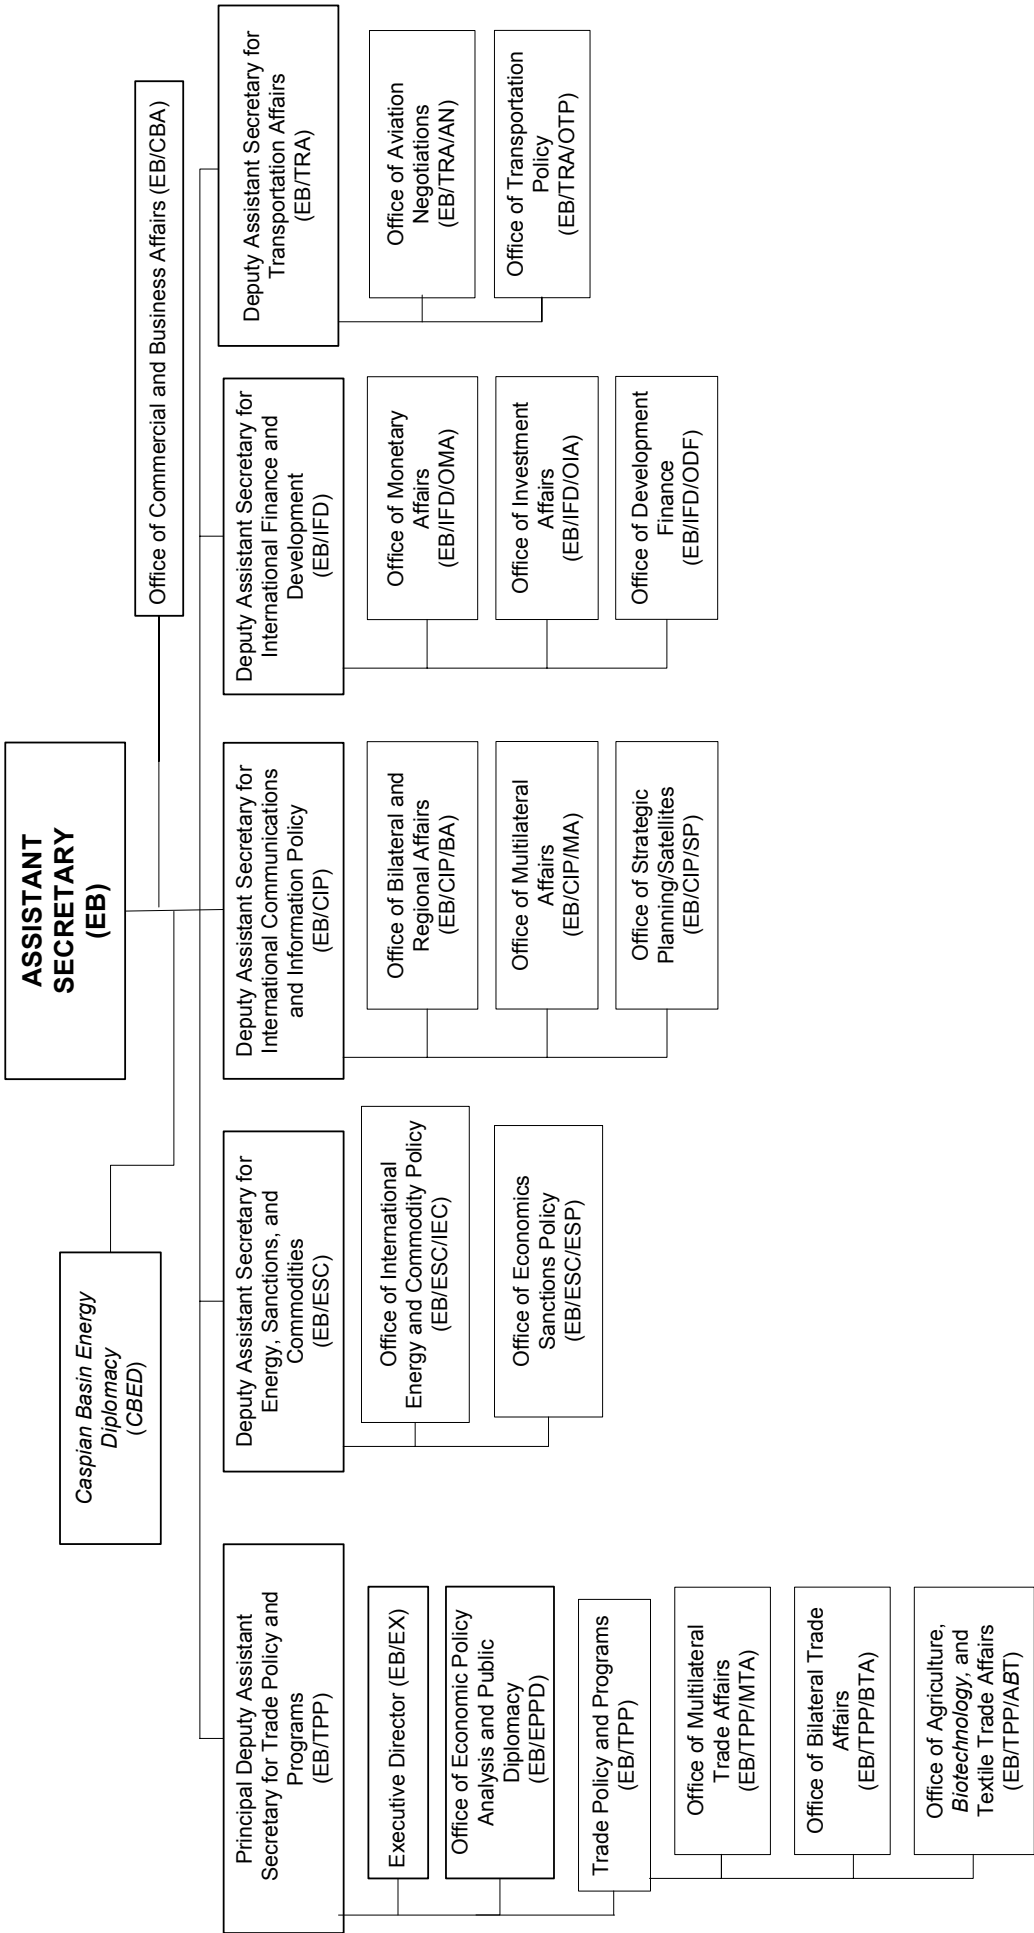 ASSISTANT
SECRETARY
(EB)
Caspian Basin Energy
Diplomacy
(CBED)
Office of Commercial and Business Affairs (EB/CBA)
Principal Deputy Assistant
Secretary for Trade Policy and
Programs
(EB/TPP)
Executive Director (EB/EX)
Office of Economic Policy
Analysis and Public
Diplomacy
(EB/EPPD)
Trade Policy and Programs
(EB/TPP)
Office of Multilateral
Trade Affairs
(EB/TPP/MTA)
Office of Bilateral Trade
Affairs
(EB/TPP/BTA)
Office of Agriculture,
Biotechnology, and
Textile Trade Affairs
(EB/TPP/ABT)
Deputy Assistant Secretary for
Energy, Sanctions, and
Commodities
(EB/ESC)
Office of International
Energy and Commodity Policy
(EB/ESC/IEC)
Office of Economics
Sanctions Policy
(EB/ESC/ESP)
Deputy Assistant Secretary for
International Communications
and Information Policy
(EB/CIP)
Office of Bilateral and
Regional Affairs
(EB/CIP/BA)
Office of Multilateral
Affairs
(EB/CIP/MA)
Office of Strategic
Planning/Satellites
(EB/CIP/SP)
Deputy Assistant Secretary for
International Finance and
Development
(EB/IFD)
Office of Monetary
Affairs
(EB/IFD/OMA)
Office of Investment
Affairs
(EB/IFD/OIA)
Office of Development
Finance
(EB/IFD/ODF)
Deputy Assistant Secretary for
Transportation Affairs
(EB/TRA)
Office of Aviation
Negotiations
(EB/TRA/AN)
Office of Transportation
Policy
(EB/TRA/OTP)